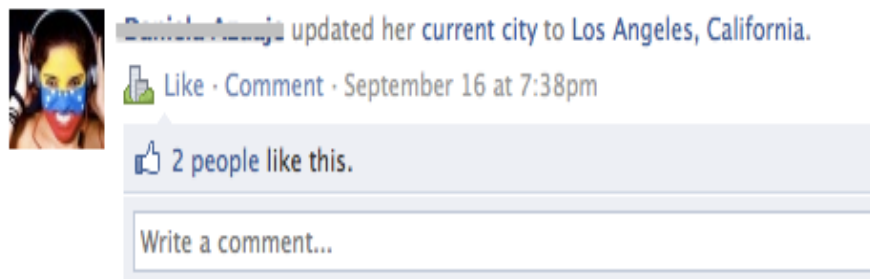 updated her current city to Los Angeles, California.
Like · Comment · September 16 at 7:38pm
2 people like this.
Write a comment...